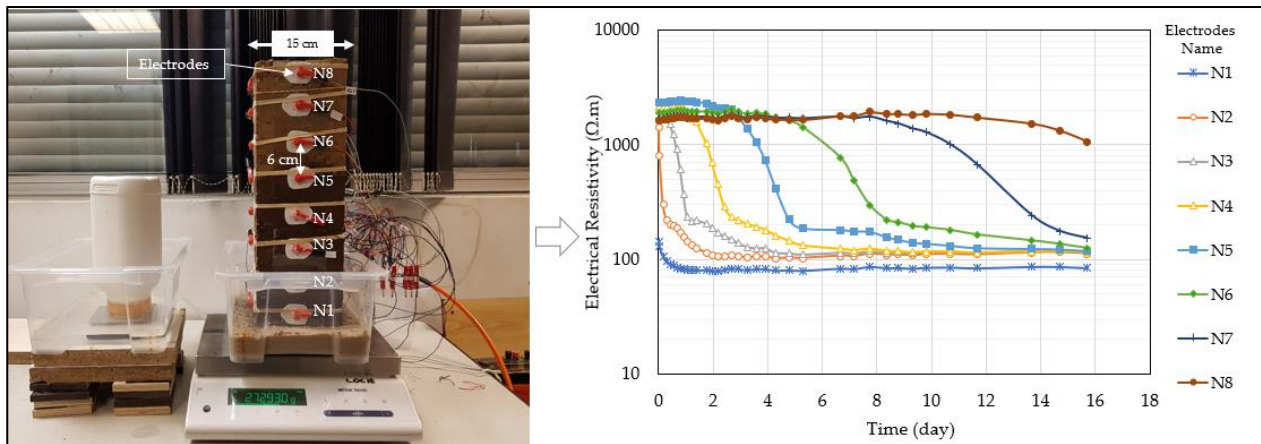 15 cm
Electrodes
N8
N7
N6
6 cm
N5
N4
N3
N2
N1
27293.0 g
Electrical Resistivity (Ω.m)
10000
1000
100
10
0 2 4 6 8 10 12 14 16 18
Time (day)
Electrodes
Name
N1
N2
N3
N4
N5
N6
N7
N8